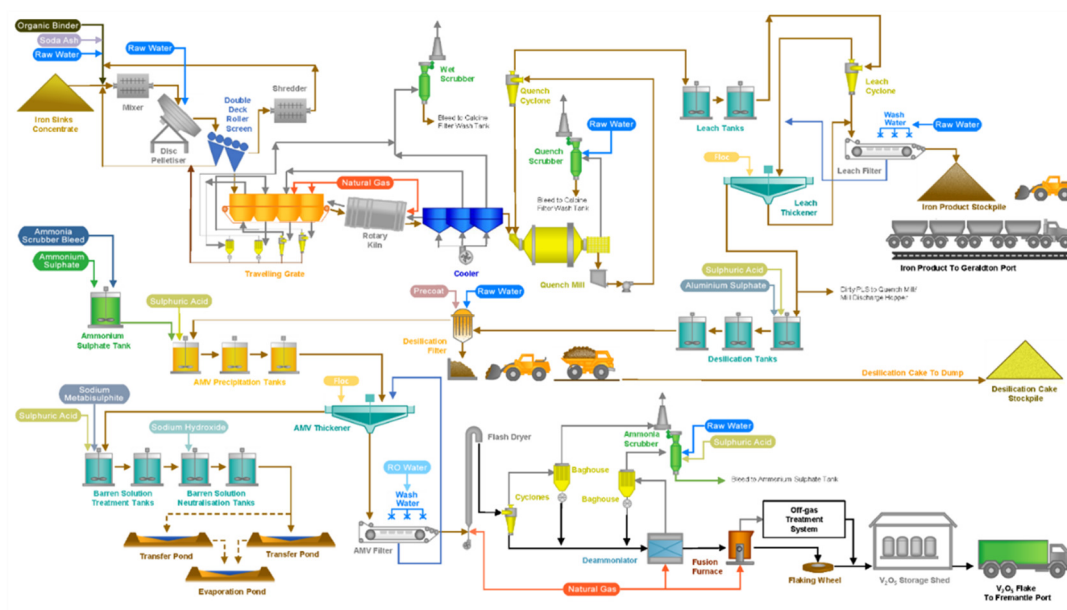 Organic Binder
Soda Ash
Raw Water
Raw Water
Iron Sinks
Concentrate
Mixer
Disc
Pelletiser
Double
Deck
Roller
Screen
Shredder
Wet
Scrubber
Bleed to Calcine
Filter Wash Tank
Natural Gas
Travelling Grate
Rotary
Kiln
Cooler
Quench
Cyclone
Quench
Scrubber
Raw Water
Bleed to Calcine
Filter Wash Tank
Quench Mill
Leach Tanks
Leach
Cyclone
Wash
Water
Raw Water
Leach Filter
Floc
Leach
Thickener
Iron Product Stockpile
Iron Product To Geraldton Port
Ammonia
Scrubber Bleed
Ammonium
Sulphate
Ammonium
Sulphate Tank
Sulphuric Acid
AMV Precipitation Tanks
Precoat
Raw Water
Desilication
Filter
Sulphuric Acid
Aluminium Sulphate
Desilication Tanks
Dirty PLS to Quench Mill/
Mill Discharge Hopper
Desilication Cake To Dump
Desilication Cake
Stockpile
Sodium
Metabisulphite
Sulphuric Acid
Sodium Hydroxide
Floc
AMV Thickener
Barren Solution
Treatment Tanks
Barren Solution
Neutralisation Tanks
Transfer Pond
Transfer Pond
Evaporation Pond
RO Water
Wash
Water
AMV Filter
Flash Dryer
Cyclones
Baghouse
Baghouse
Ammonia
Scrubber
Raw Water
Sulphuric Acid
Bleed to Ammonium Sulphate Tank
Deammoniator
Fusion
Furnace
Natural Gas
Off-gas
Treatment
System
Flaking Wheel
V₂O₅ Storage Shed
V₂O₅ Flake
To Fremantle Port